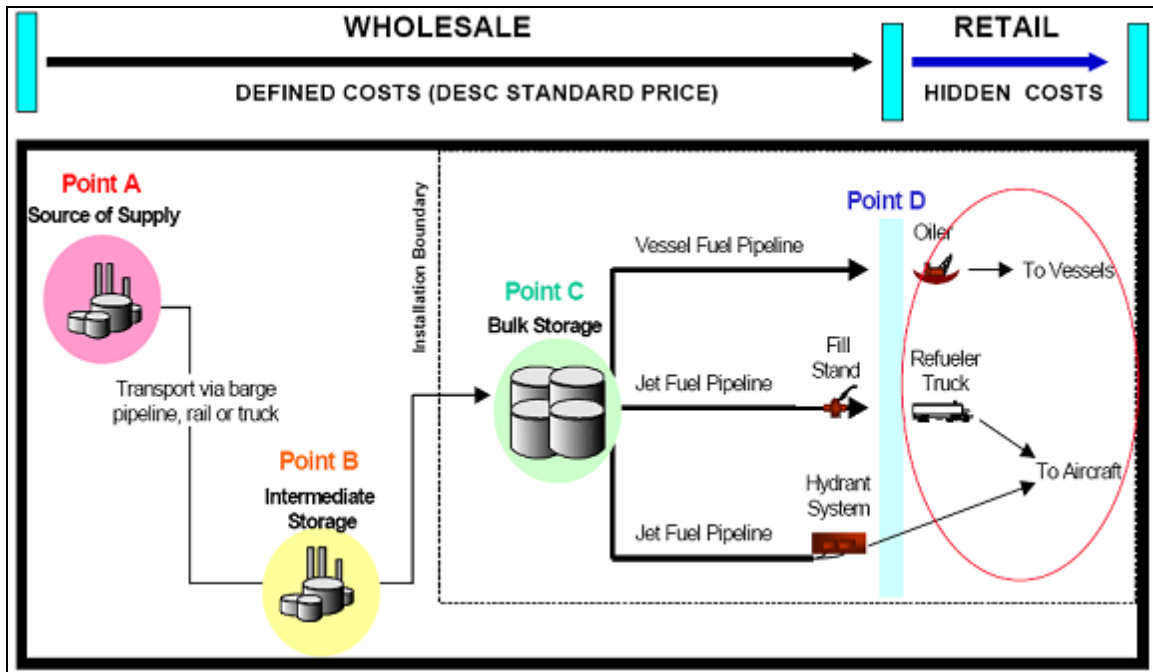 WHOLESALE
RETAIL
DEFINED COSTS (DESC STANDARD PRICE)
HIDDEN COSTS
Point A
Source of Supply
Transport via barge
pipeline, rail or truck
Point B
Intermediate
Storage
Installation Boundary
Point C
Bulk Storage
Vessel Fuel Pipeline
Jet Fuel Pipeline
Fill
Stand
Jet Fuel Pipeline
Hydrant
System
Point D
Oiler
To Vessels
Refueler
Truck
To Aircraft